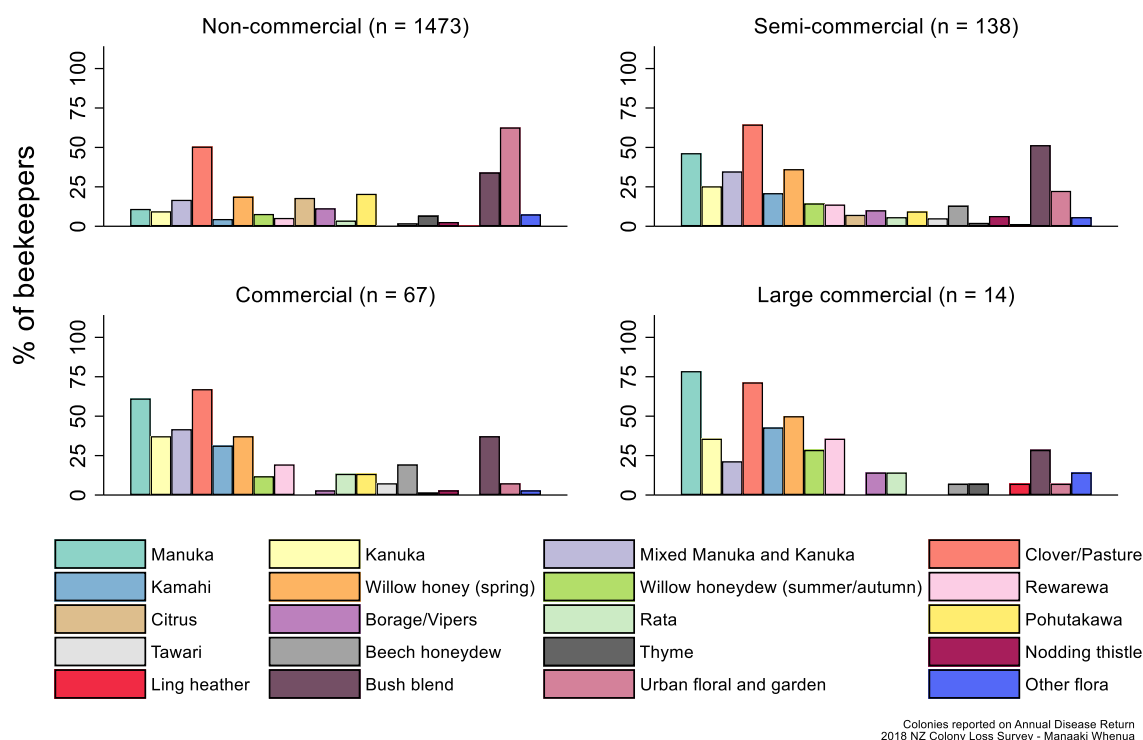 Non-commercial (n = 1473)
Semi-commercial (n = 138)
% of beekeepers
0 25 50 75 100
0 25 50 75 100
Commercial (n = 67)
Large commercial (n = 14)
0 25 50 75 100
0 25 50 75 100
Manuka Kanuka Mixed Manuka and Kanuka Clover/Pasture
Kamahi Willow honey (spring) Willow honeydew (summer/autumn) Rewarewa
Citrus Borage/Vipers Rata Pohutakawa
Tawari Beech honeydew Thyme Nodding thistle
Ling heather Bush blend Urban floral and garden Other flora
Colonies reported on Annual Disease Return
2018 NZ Colony Loss Survey - Manaaki Whenua